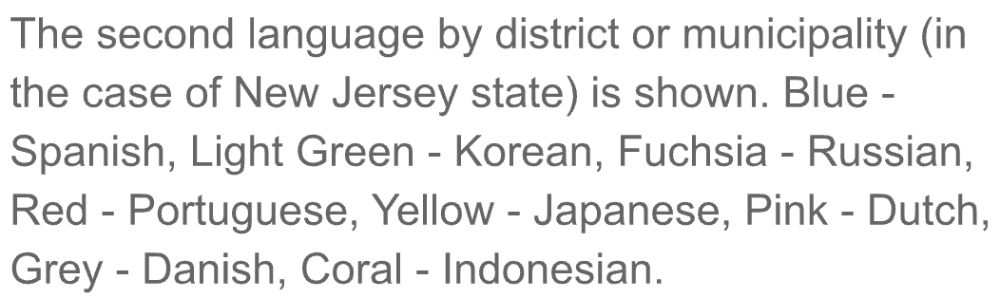 The second language by district or municipality (in
the case of New Jersey state) is shown. Blue -
Spanish, Light Green - Korean, Fuchsia - Russian,
Red - Portuguese, Yellow - Japanese, Pink - Dutch,
Grey - Danish, Coral - Indonesian.